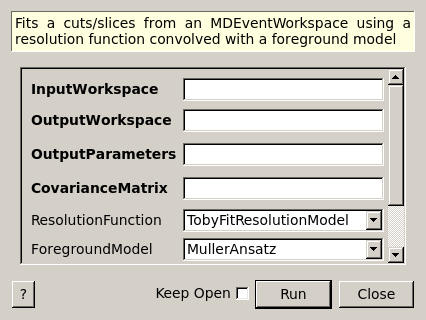 Fits a cuts/slices from an MDEventWorkspace using a
resolution function convolved with a foreground model
InputWorkspace
OutputWorkspace
OutputParameters
CovarianceMatrix
ResolutionFunction TobyFitResolutionModel
ForegroundModel MullerAnsatz
? Keep Open Run Close